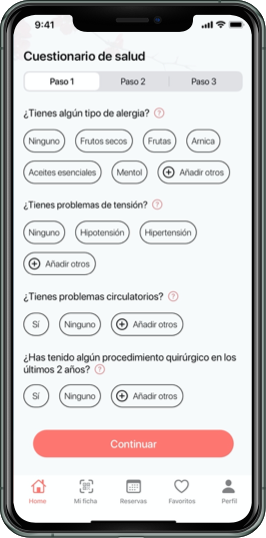 9:41
Cuestionario de salud
Paso 1 Paso 2 Paso 3
¿Tienes algún tipo de alergia? ?
Ninguno Frutos secos Frutas Arnica
Aceites esenciales Mentol Añadir otros
¿Tienes problemas de tensión? ?
Ninguno Hipotensión Hipertensión
Añadir otros
¿Tienes problemas circulatorios? ?
Sí Ninguno Añadir otros
¿Has tenido algún procedimiento quirúrgico en los
últimos 2 años? ?
Sí Ninguno Añadir otros
Continuar
Home Mi ficha Reservas Favoritos Perfil